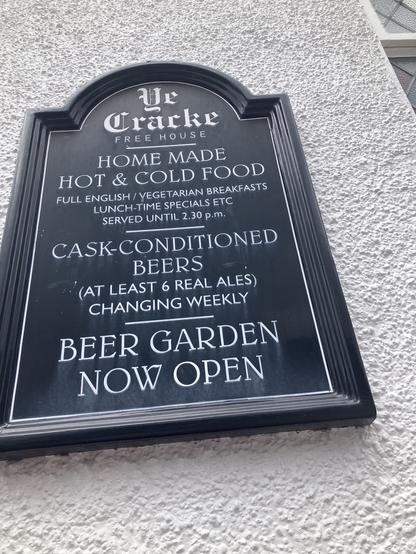 Ye
Cracke
FREE HOUSE
HOME MADE
HOT & COLD FOOD
FULL ENGLISH / VEGETARIAN BREAKFASTS
LUNCH-TIME SPECIALS ETC
SERVED UNTIL 2.30 p.m.
CASK-CONDITIONED
BEERS
(AT LEAST 6 REAL ALES)
CHANGING WEEKLY
BEER GARDEN
NOW OPEN